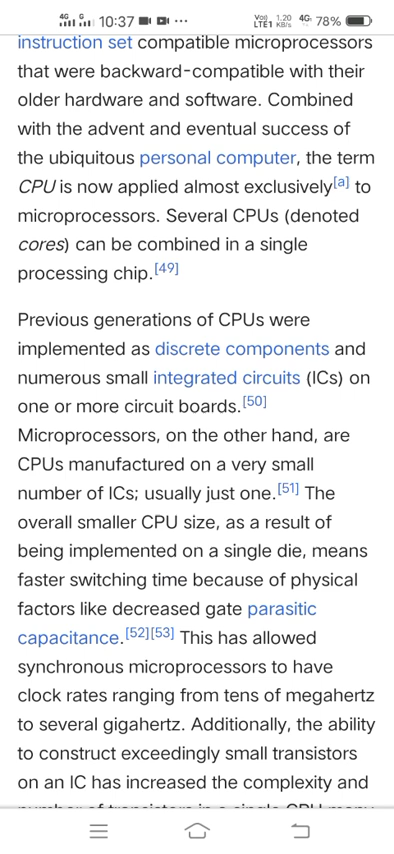 4G G 10:37 ... Vo) LTE1 1.20 KB/s 4G 78%
instruction set compatible microprocessors
that were backward-compatible with their
older hardware and software. Combined
with the advent and eventual success of
the ubiquitous personal computer, the term
CPU is now applied almost exclusively[a] to
microprocessors. Several CPUs (denoted
cores) can be combined in a single
processing chip.[49]
Previous generations of CPUs were
implemented as discrete components and
numerous small integrated circuits (ICs) on
one or more circuit boards.[50]
Microprocessors, on the other hand, are
CPUs manufactured on a very small
number of ICs; usually just one.[51] The
overall smaller CPU size, as a result of
being implemented on a single die, means
faster switching time because of physical
factors like decreased gate parasitic
capacitance.[52][53] This has allowed
synchronous microprocessors to have
clock rates ranging from tens of megahertz
to several gigahertz. Additionally, the ability
to construct exceedingly small transistors
on an IC has increased the complexity and
number of transistors in a single CPU many